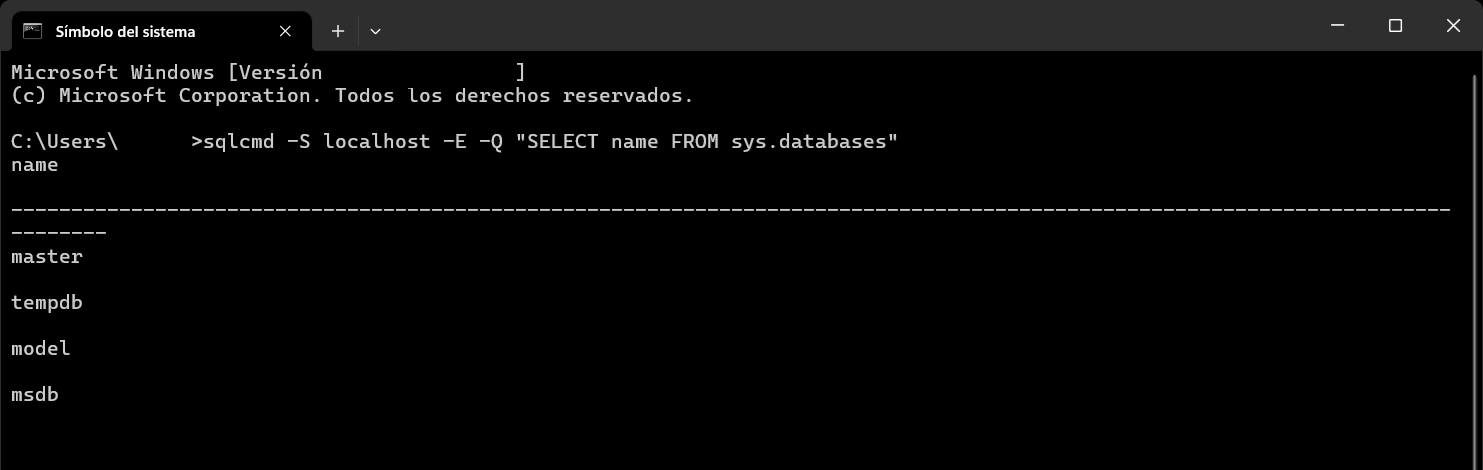 Símbolo del sistema
Microsoft Windows [Versión ]
(c) Microsoft Corporation. Todos los derechos reservados.
C:\Users\ >sqlcmd -S localhost -E -Q "SELECT name FROM sys.databases"
name
------------------------------------------------------------------------------------------------------------------------
--------
master
tempdb
model
msdb